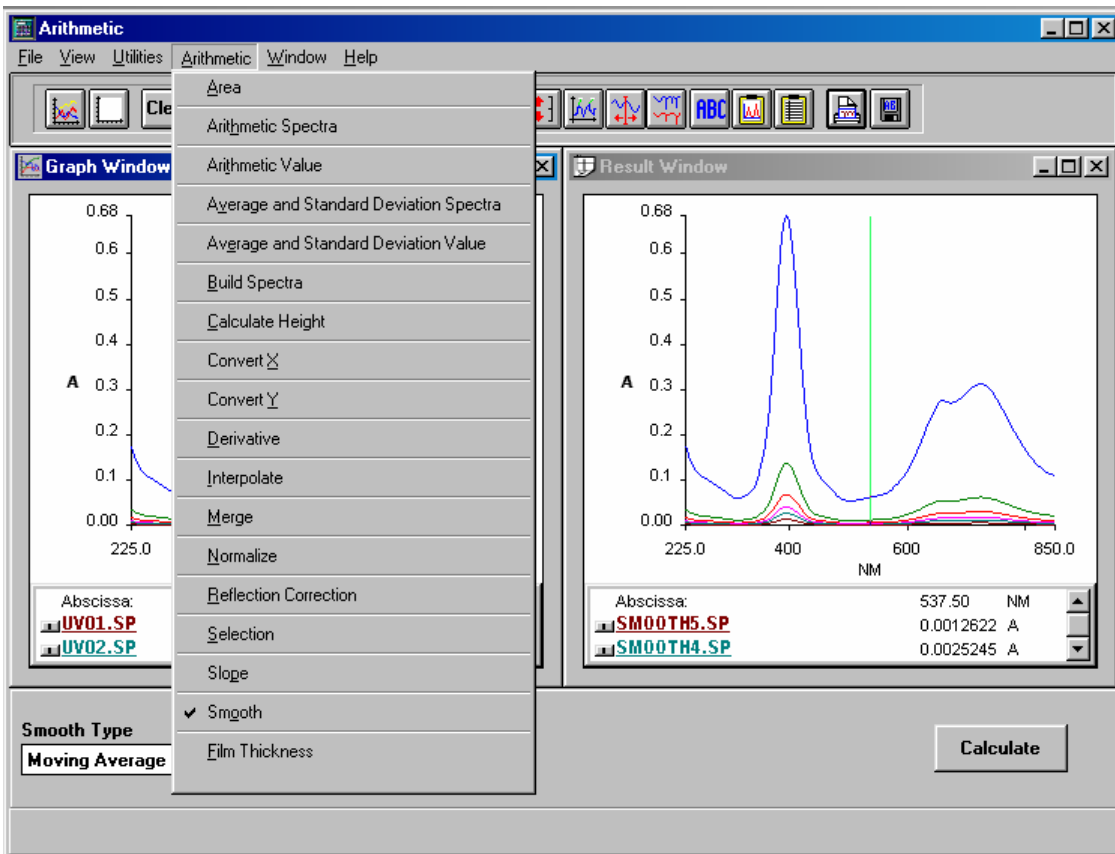 Arithmetic
File View Utilities Arithmetic Window Help
Cle
ABC
AB
Area
Arithmetic Spectra
Arithmetic Value
Average and Standard Deviation Spectra
Average and Standard Deviation Value
Build Spectra
Calculate Height
Convert X
Convert Y
Derivative
Interpolate
Merge
Normalize
Reflection Correction
Selection
Slope
Smooth
Film Thickness
Graph Window
0.68
0.6
0.5
0.4
A 0.3
0.2
0.1
0.00
225.0
Abscissa:
UV01.SP
UV02.SP
Result Window
0.68
0.6
0.5
0.4
A 0.3
0.2
0.1
0.00
225.0 400 600 850.0
NM
Abscissa: 537.50 NM
SMOOTH5.SP 0.0012622 A
SMOOTH4.SP 0.0025245 A
Smooth Type
Moving Average
Calculate